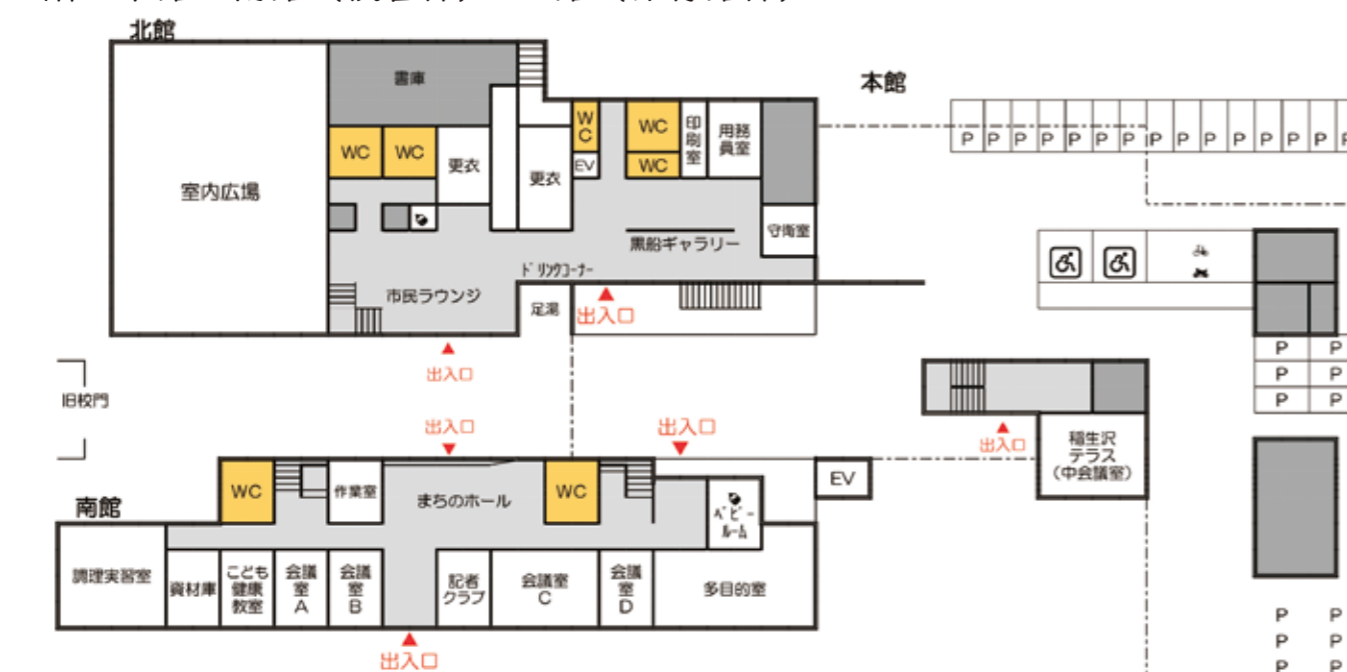 北館
書庫
WC
WC
更衣
更衣
WC
EV
WC
WC
印刷室
用務
員室
室内広場
守衛室
黒船ギャラリー
ドリンクコーナー
市民ラウンジ
足湯
出入口
出入口
本館
P P P P P P P P P P P P P P
P P
P P
P P
旧校門
出入口
出入口
出入口
稲生沢
テラス
(中会議室)
EV
南館
WC
作業室
まちのホール
WC
ベビー
ルーム
調理実習室
資材庫
こども
健康
教室
会議
室
A
会議
室
B
記者
クラブ
会議室
C
会議
室
D
多目的室
出入口
P P
P P
P P